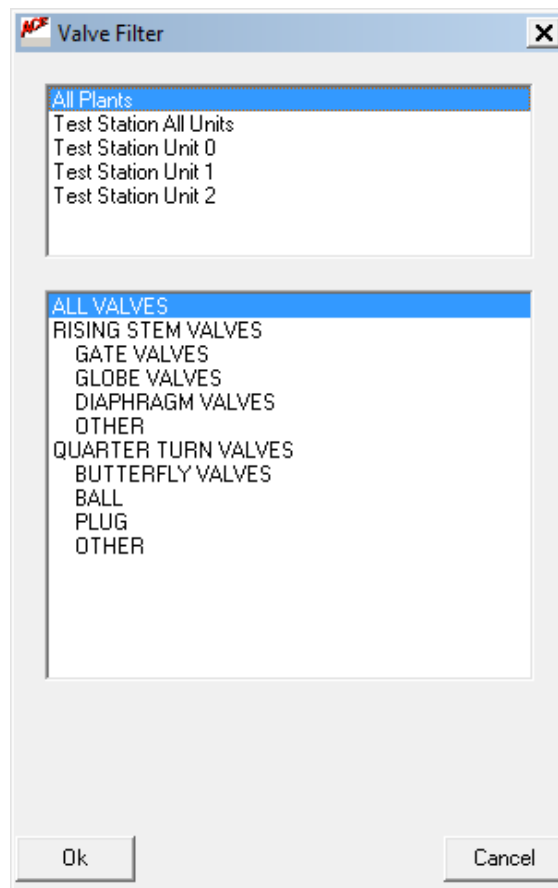 ACE Valve Filter
All Plants
Test Station All Units
Test Station Unit 0
Test Station Unit 1
Test Station Unit 2
ALL VALVES
RISING STEM VALVES
GATE VALVES
GLOBE VALVES
DIAPHRAGM VALVES
OTHER
QUARTER TURN VALVES
BUTTERFLY VALVES
BALL
PLUG
OTHER
Ok Cancel